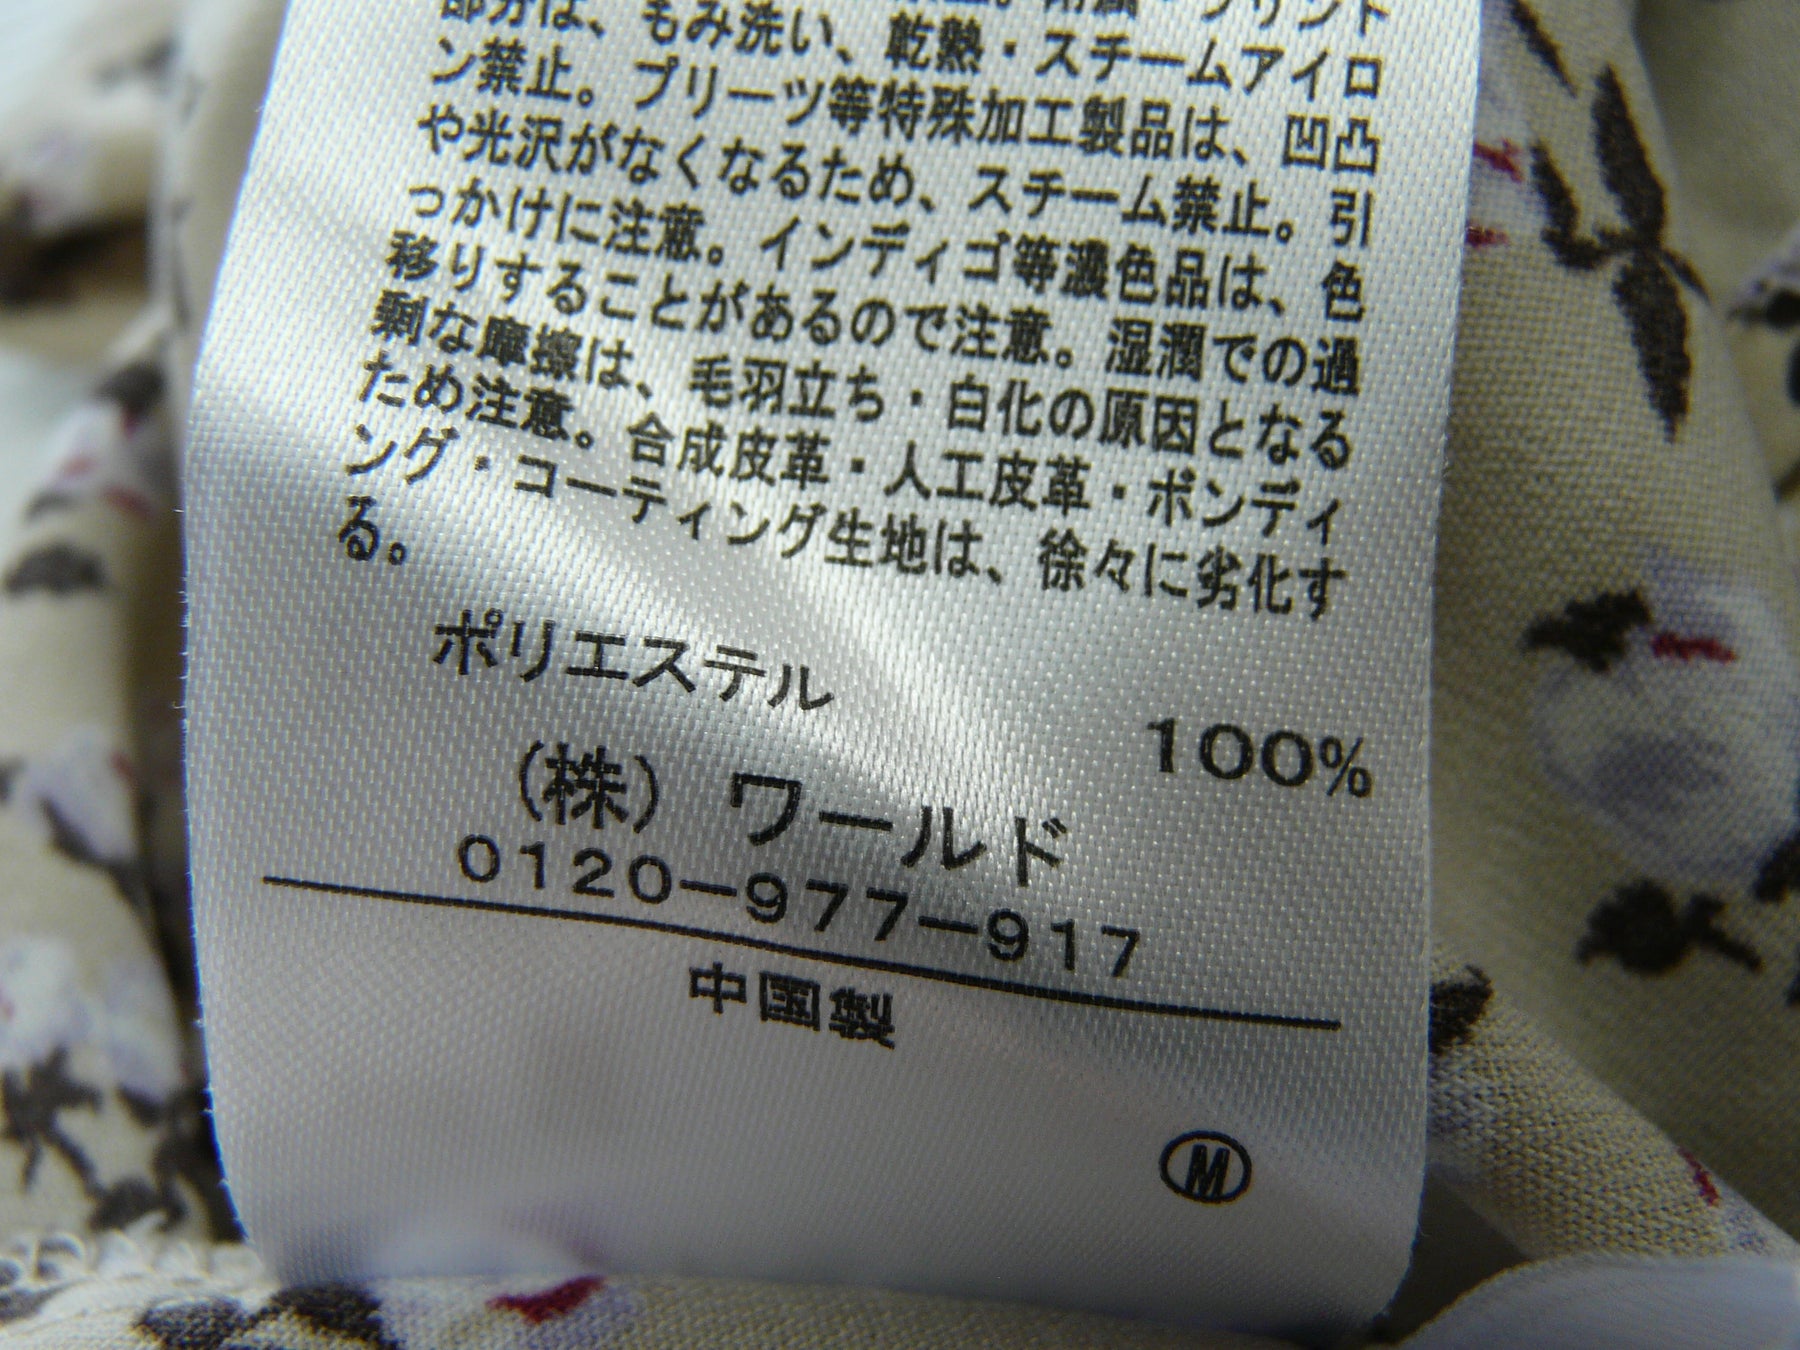 部分は、もみ洗い、乾熱・スチームアイロ
ン禁止。プリーツ等特殊加工製品は、凹凸
や光沢がなくなるため、スチーム禁止。引
っかけに注意。インディゴ等濃色品は、色
移りすることがあるので注意。湿潤での過
剰な摩擦は、毛羽立ち・白化の原因となる
ため注意。合成皮革・人工皮革・ボンディ
ング・コーティング生地は、徐々に劣化す
る。
ポリエステル
100%
(株) ワールド
0120-977-917
中国製
M